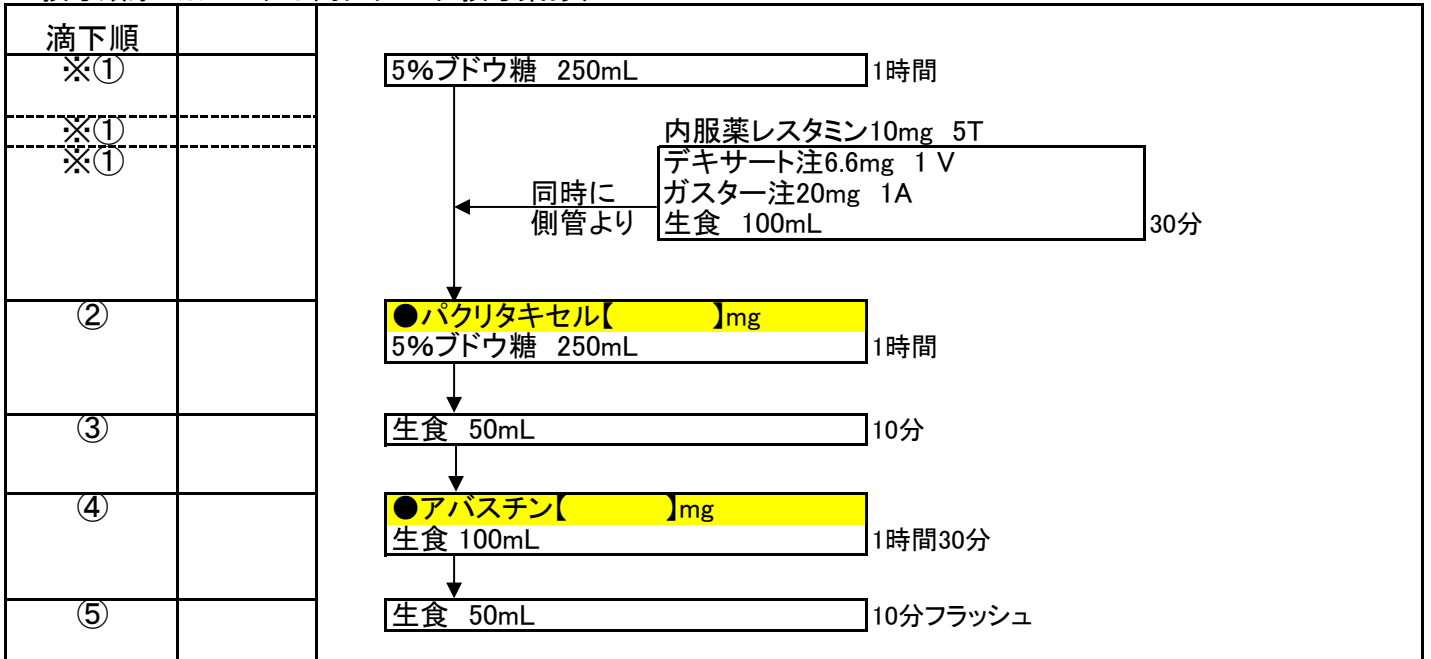 滴下順
※①
5%ブドウ糖 250mL
1時間
※①
内服薬レスタミン10mg 5T
※①
デキサート注6.6mg 1 V
同時に
ガスター注20mg 1A
側管より
生食 100mL
30分
②
●パクリタキセル【 】mg
5%ブドウ糖 250mL
1時間
③
生食 50mL
10分
④
●アバスチン【 】mg
生食 100mL
1時間30分
⑤
生食 50mL
10分フラッシュ